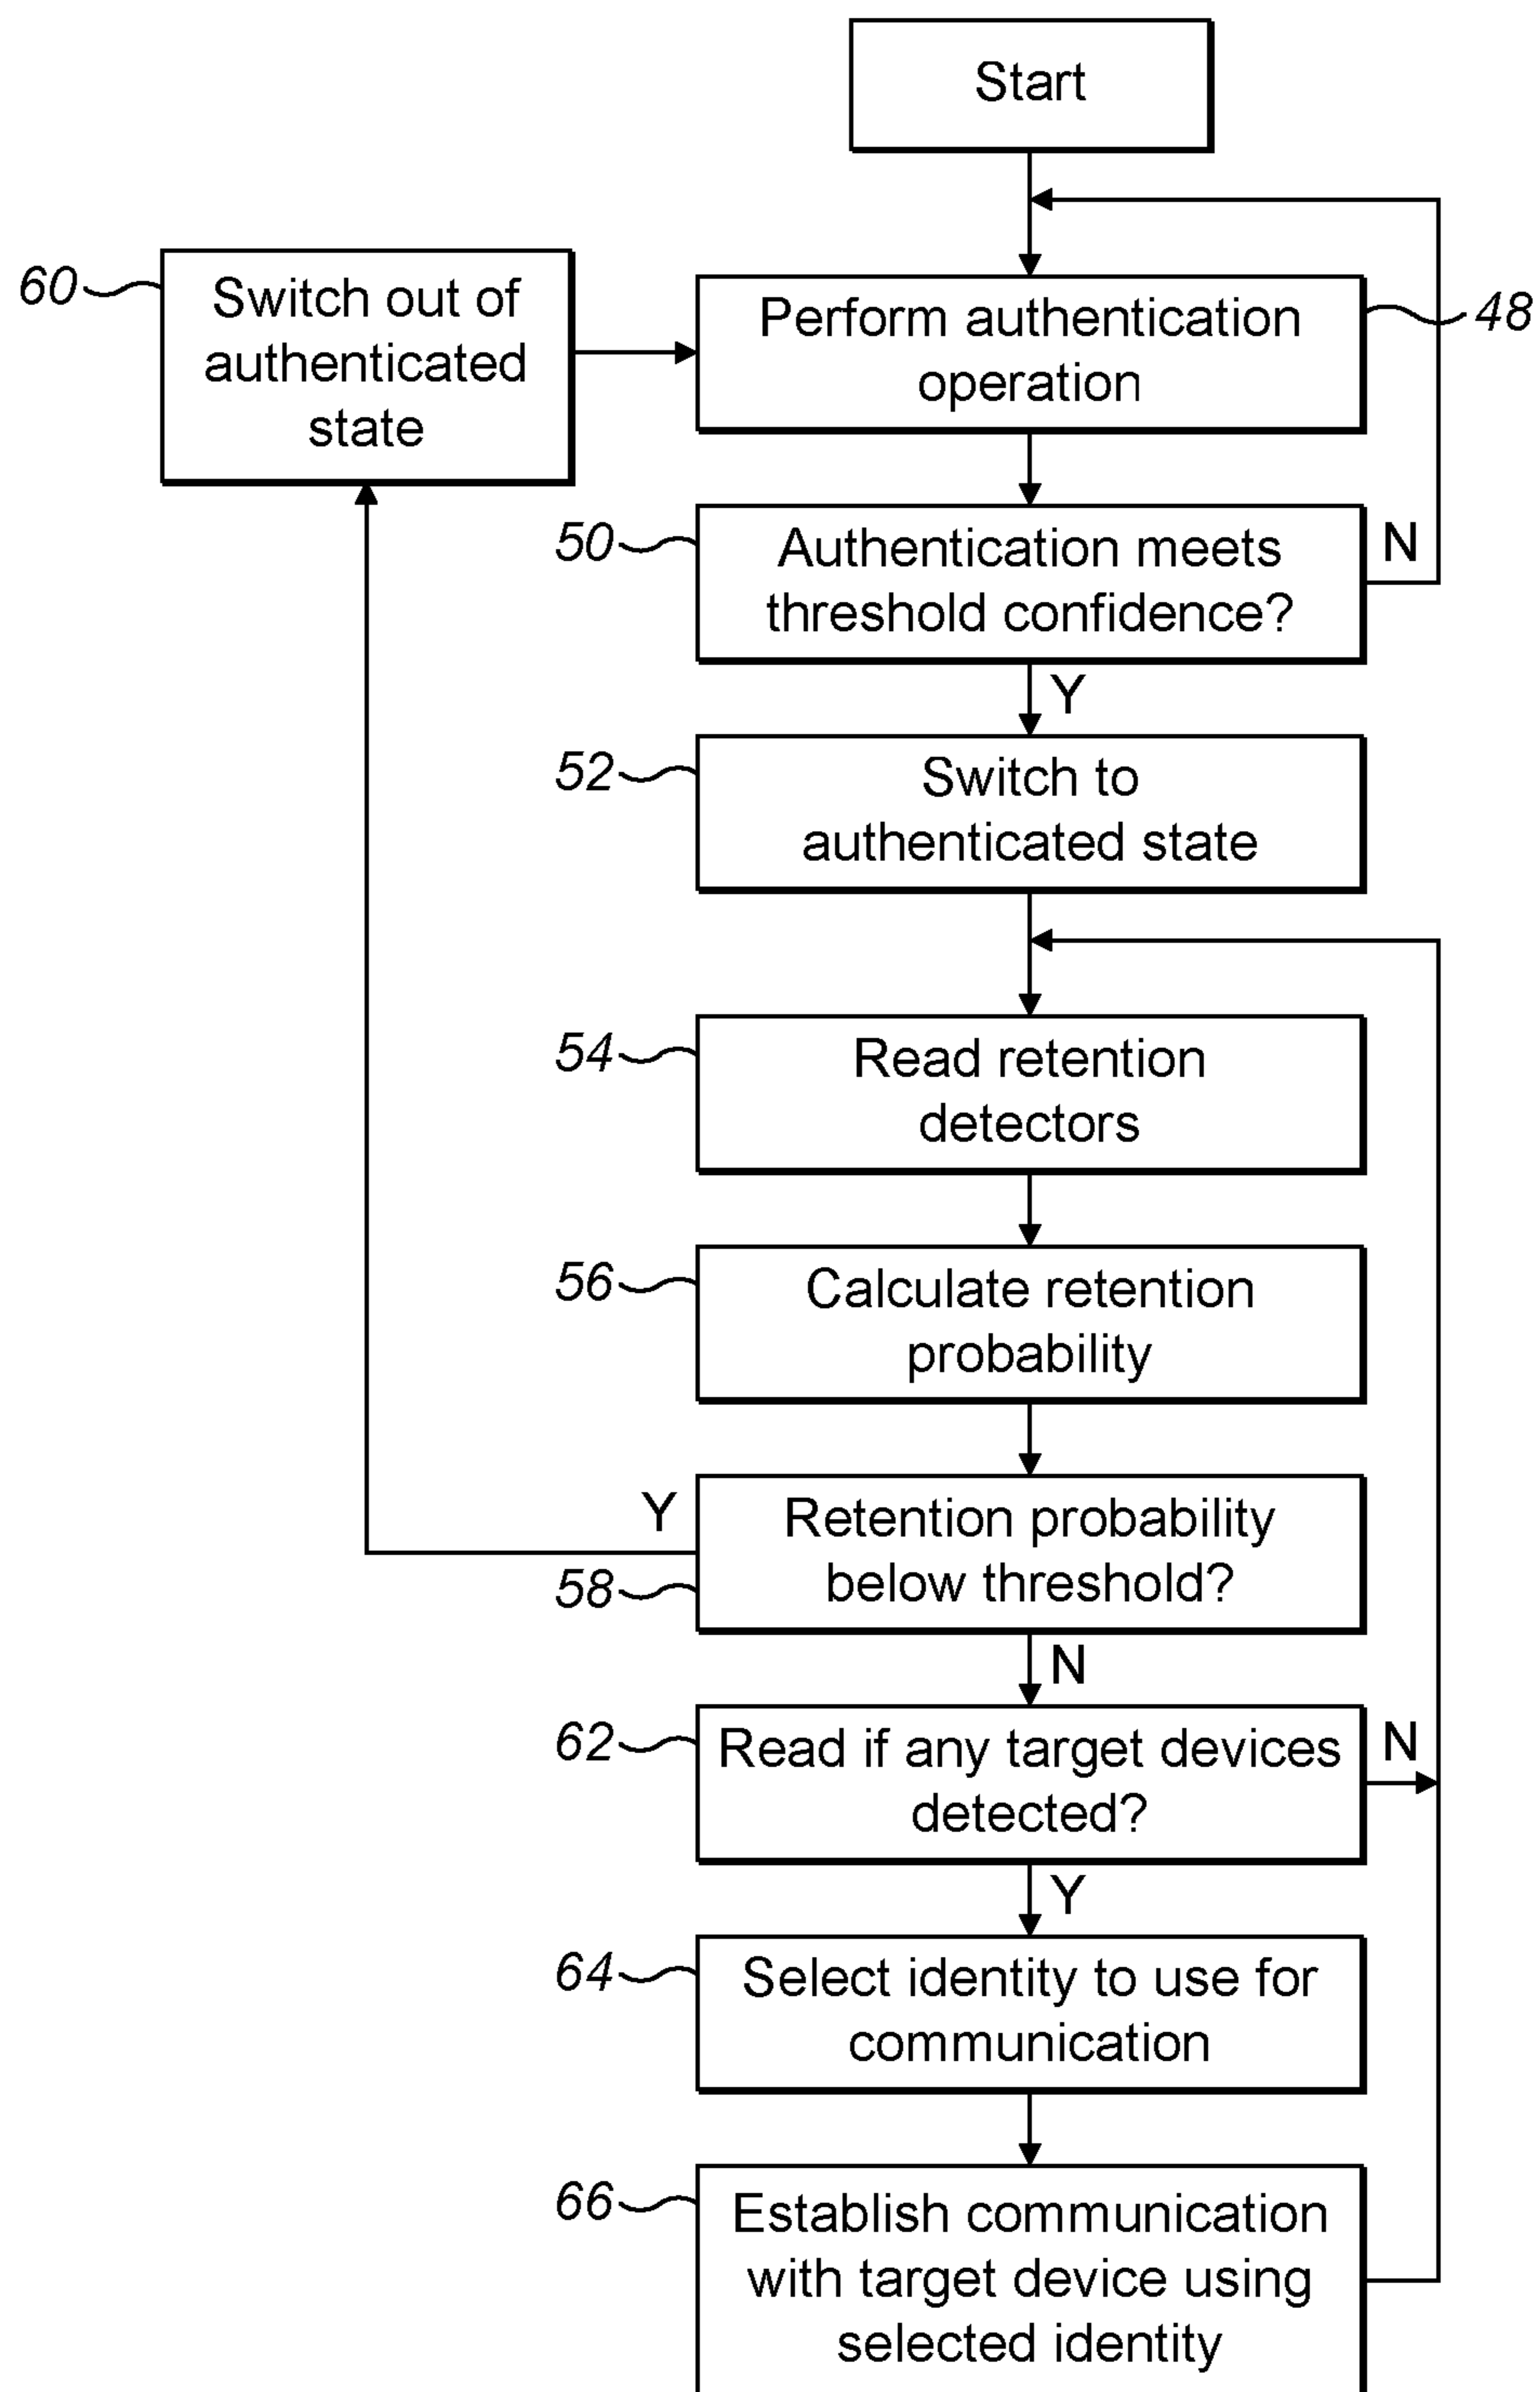 Start
60
Switch out of
authenticated
state
Perform authentication
operation
48
50
Authentication meets
threshold confidence?
N
Y
52
Switch to
authenticated state
54
Read retention
detectors
56
Calculate retention
probability
Y
58
Retention probability
below threshold?
N
62
Read if any target devices
detected?
N
Y
64
Select identity to use for
communication
66
Establish communication
with target device using
selected identity